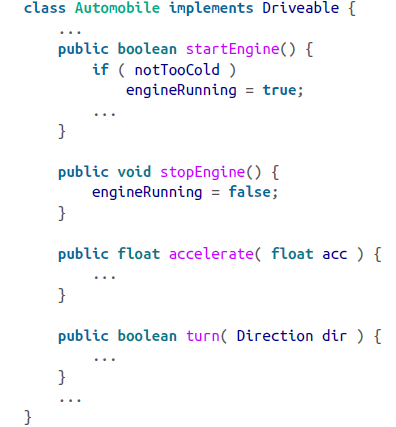 class Automobile implements Driveable {
    ...
    public boolean startEngine() {
        if ( notTooCold )
            engineRunning = true;
        ...
    }

    public void stopEngine() {
        engineRunning = false;
    }

    public float accelerate( float acc ) {
        ...
    }

    public boolean turn( Direction dir ) {
        ...
    }
    ...
}